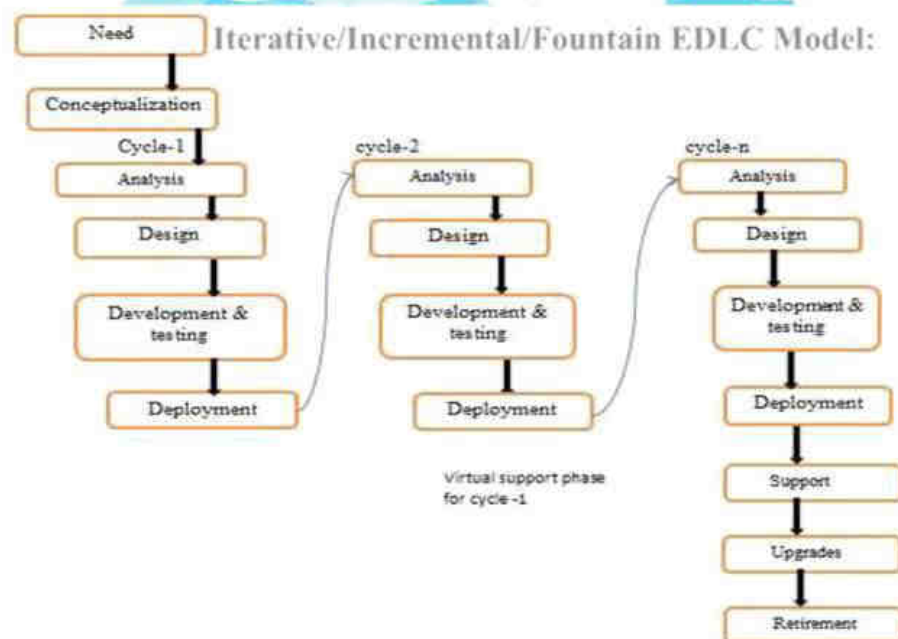 Need
Iterative/Incremental/Fountain EDLC Model:
Conceptualization
Cycle-1
Analysis
Design
Development &
testing
Deployment
cycle-2
Analysis
Design
Development &
testing
Deployment
Virtual support phase
for cycle -1
cycle-n
Analysis
Design
Development &
testing
Deployment
Support
Upgrades
Retirement